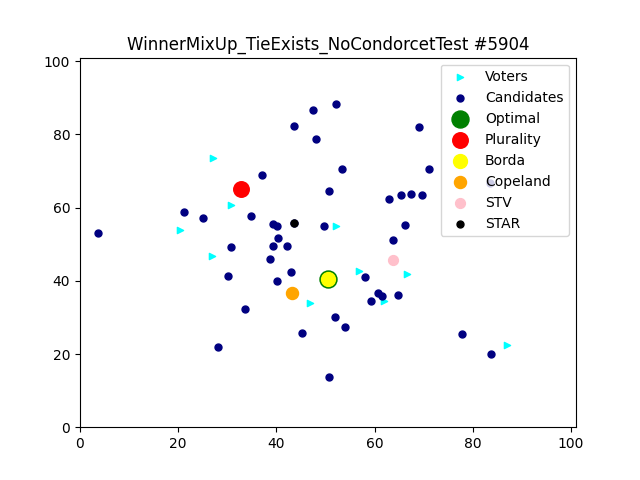 WinnerMixUp_TieExists_NoCondorcetTest #5904
100
80
60
40
20
0
0
20
40
60
80
100
Voters
Candidates
Optimal
Plurality
Borda
Copeland
STV
STAR